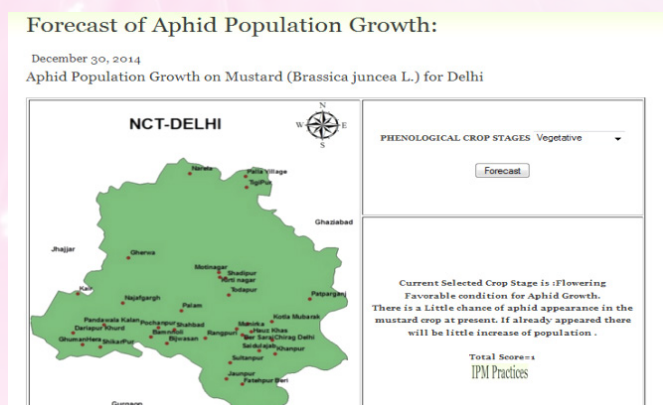 Forecast of Aphid Population Growth:
December 30, 2014
Aphid Population Growth on Mustard (Brassica juncea L.) for Delhi
NCT-DELHI
N
W E
S
PHENOLOGICAL CROP STAGES Vegetative
Forecast
Narela
Palla Village
TgiPur
Ghaziabad
Jhajjar
Gherwa
Motinagar
Shadipur
Kirti nagar
Kair
Todapur
Patparganj
Najafgarh
Palam
Pandawala Kalan
Pochanpur
Shahbad
Kotla Mubarak
Deriapur Khurd
Bamnoli
Rangpuri
Hauz Khas
Ber Sarai
Chirag Delhi
GhumanHera
ShikarPur
Bijwasan
Saidulajab
Khanpur
Sultanpur
Jaunpur
Fatehpur Beri
Gurgaon
Current Selected Crop Stage is :Flowering
Favorable condition for Aphid Growth.
There is a Little chance of aphid appearance in the
mustard crop at present. If already appeared there
will be little increase of population .
Total Score=1
IPM Practices